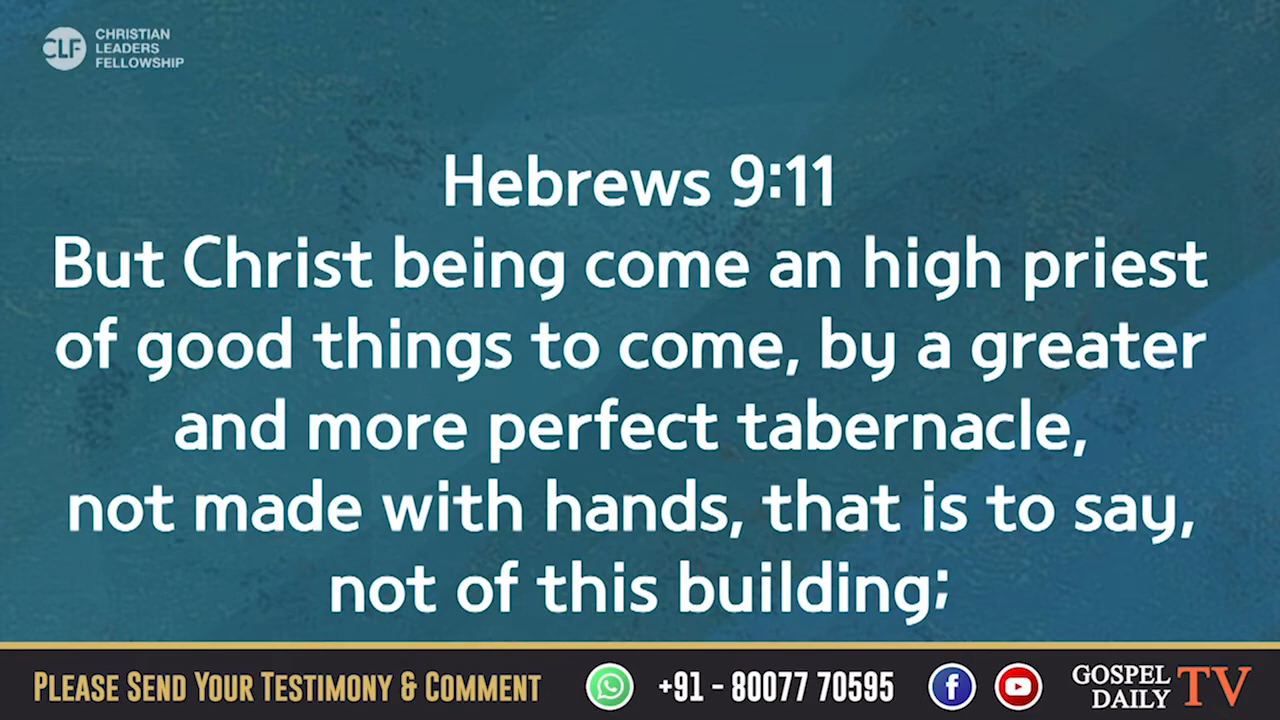 CLF
CHRISTIAN
LEADERS
FELLOWSHIP
Hebrews 9:11
But Christ being come an high priest
of good things to come, by a greater
and more perfect tabernacle,
not made with hands, that is to say,
not of this building;
PLEASE SEND YOUR TESTIMONY & COMMENT
+91 - 80077 70595
f
GOSPEL
DAILY
TV